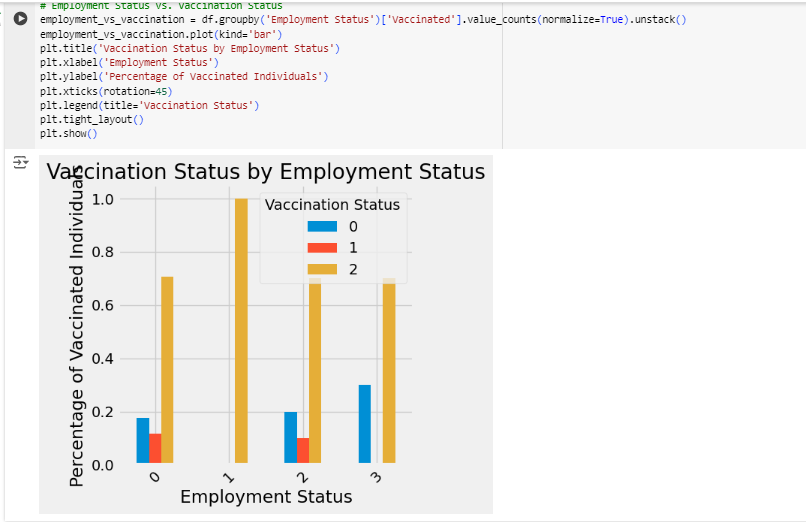 # Employment Status vs. Vaccination Status
employment_vs_vaccination = df.groupby('Employment Status')['Vaccinated'].value_counts(normalize=True).unstack()
employment_vs_vaccination.plot(kind='bar')
plt.title('Vaccination Status by Employment Status')
plt.xlabel('Employment Status')
plt.ylabel('Percentage of Vaccinated Individuals')
plt.xticks(rotation=45)
plt.legend(title='Vaccination Status')
plt.tight_layout()
plt.show()
Vaccination Status by Employment Status
Percentage of Vaccinated Individuals
1.0
0.8
0.6
0.4
0.2
0.0
Vaccination Status
0
1
2
0
1
2
3
Employment Status